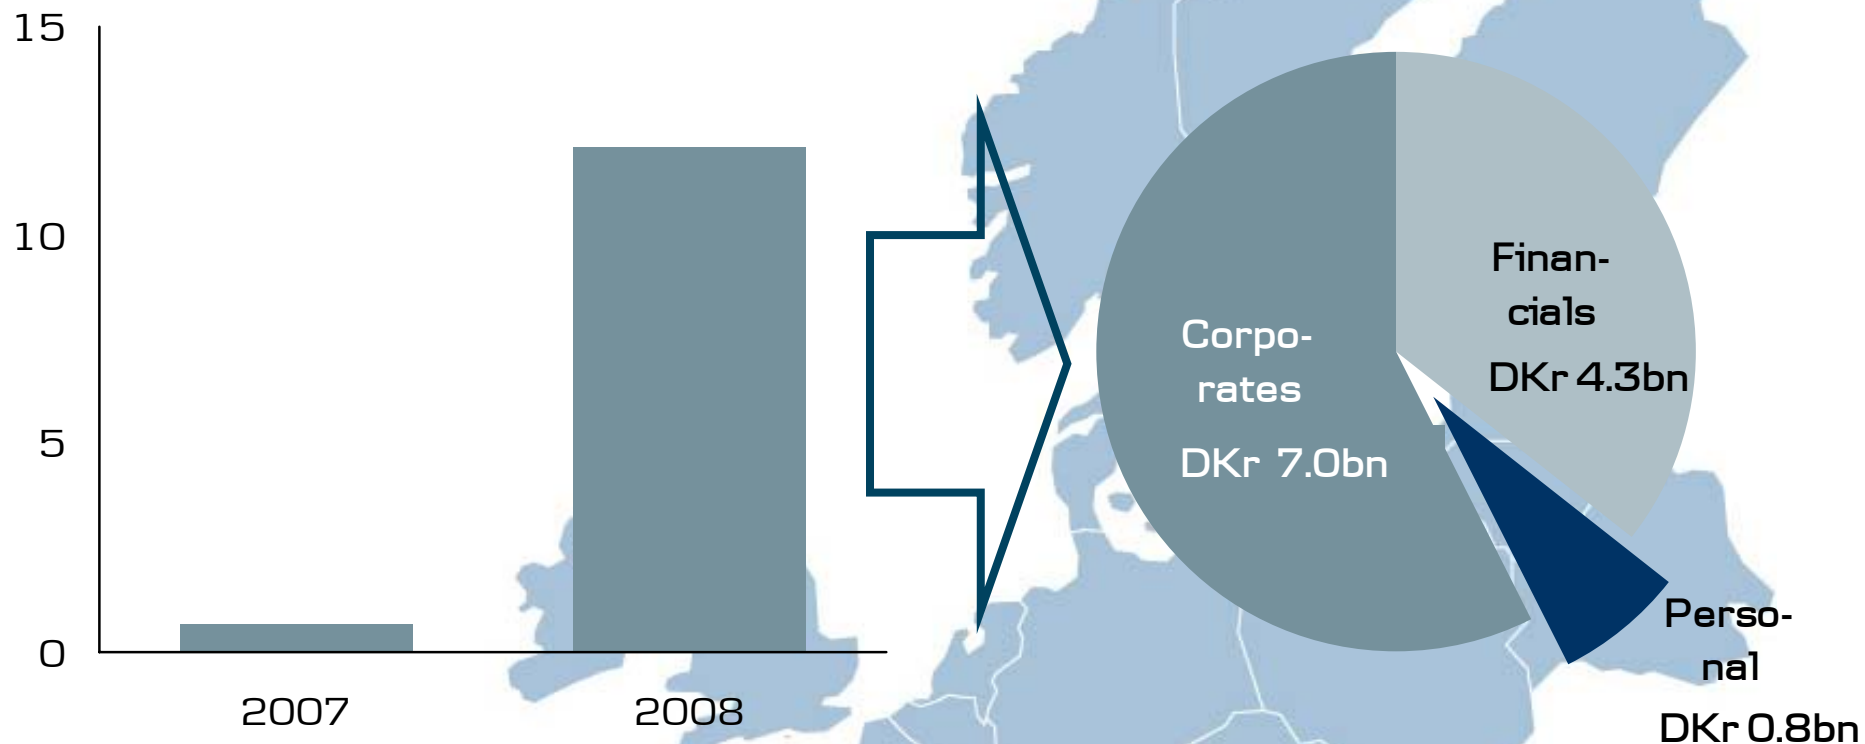 15
10
5
0
2007
2008
Corpo-
rates
DKr 7.0bn
Finan-
cials
DKr 4.3bn
Perso-
nal
DKr 0.8bn